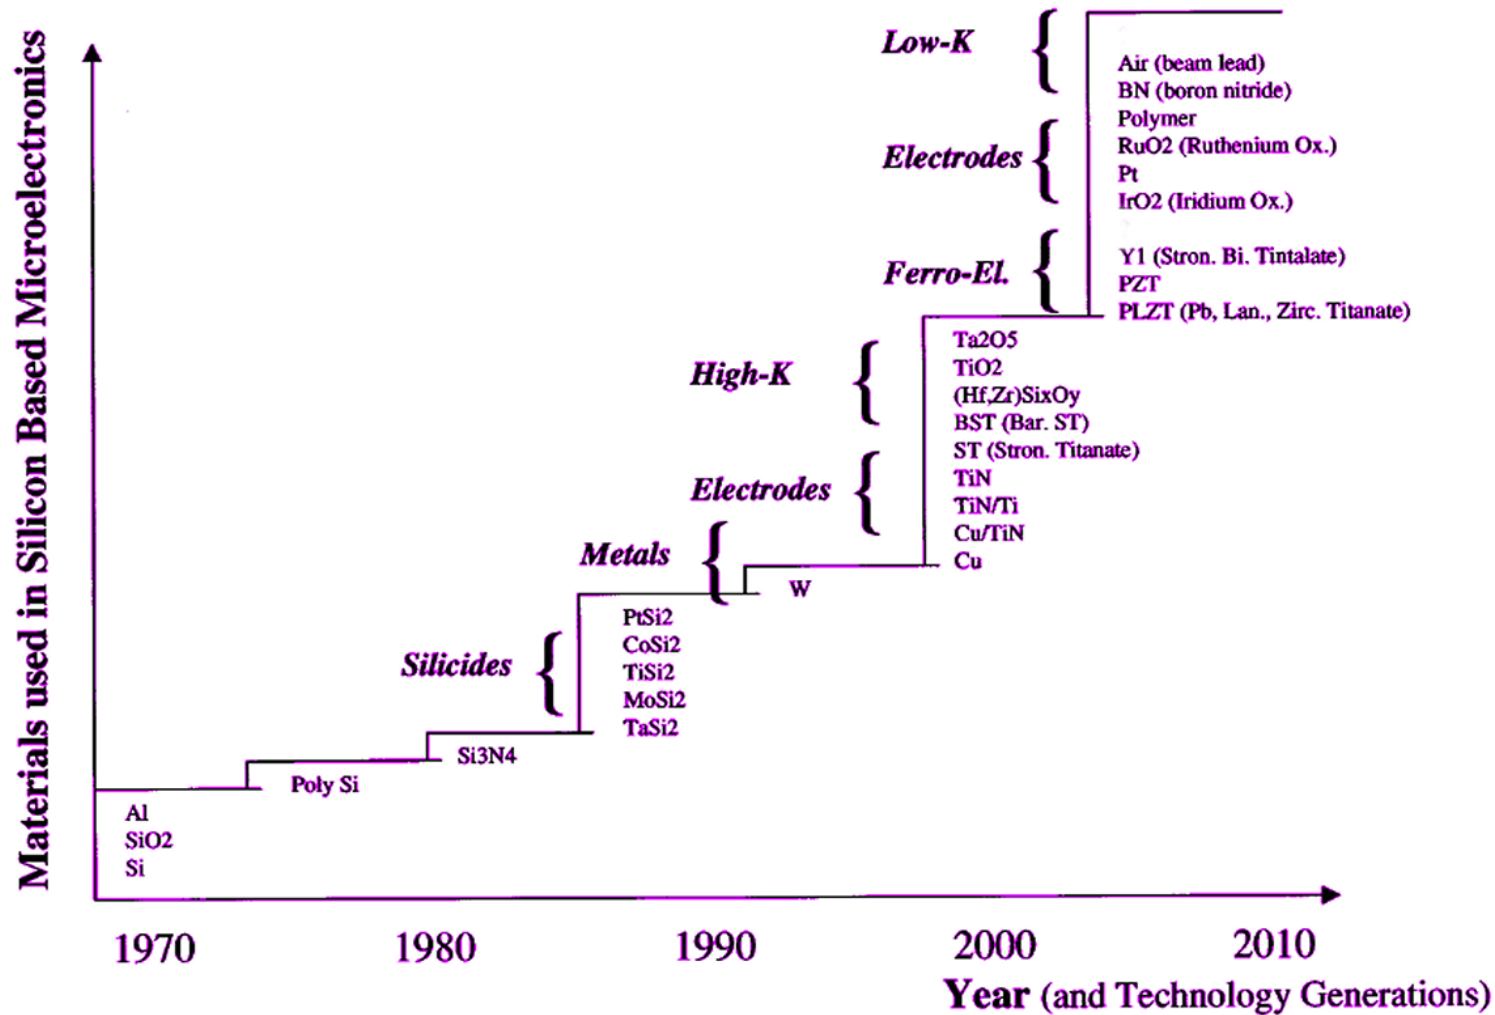 Materials used in Silicon Based Microelectronics
Low-K
Air (beam lead)
BN (boron nitride)
Polymer
Electrodes
RuO2 (Ruthenium Ox.)
Pt
IrO2 (Iridium Ox.)
Ferro-El.
Y1 (Stron. Bi. Tintalate)
PZT
PLZT (Pb, Lan., Zirc. Titanate)
High-K
Ta2O5
TiO2
(Hf,Zr)SixOy
BST (Bar. ST)
ST (Stron. Titanate)
Electrodes
TiN
TiN/Ti
Cu/TiN
Cu
Metals
W
Silicides
PtSi2
CoSi2
TiSi2
MoSi2
TaSi2
Si3N4
Poly Si
Al
SiO2
Si
1970 1980 1990 2000 2010
Year (and Technology Generations)